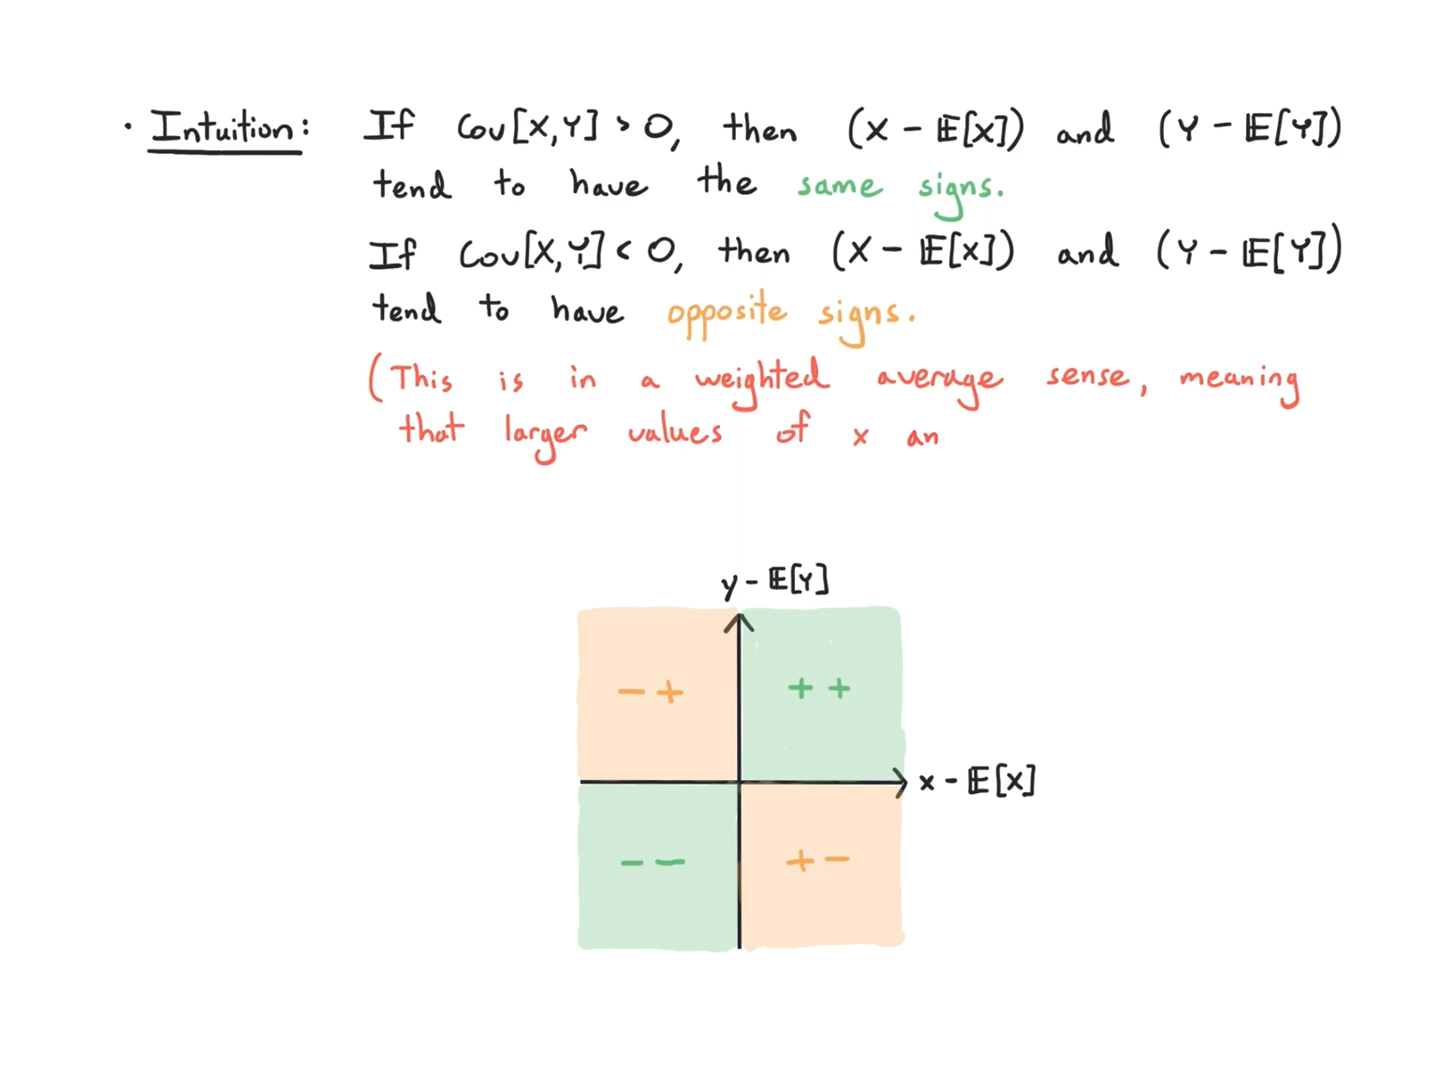 • Intuition: If Cov[X,Y] > 0, then (X - 𝔼[X]) and (Y - 𝔼[Y])
tend to have the same signs.
If Cov[X,Y] < 0, then (X - 𝔼[X]) and (Y - 𝔼[Y])
tend to have opposite signs.
(This is in a weighted average sense, meaning
that larger values of x an
y - 𝔼[Y]
- + + +
x - 𝔼[X]
- - + -